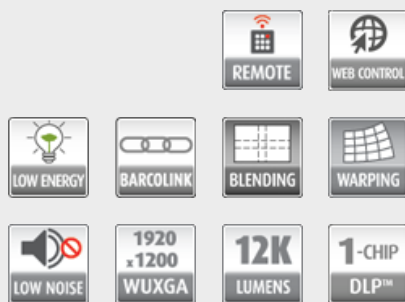 REMOTE
WEB CONTROL
LOW ENERGY
BARCOLINK
BLENDING
WARPING
LOW NOISE
1920
x1200
WUXGA
12K
LUMENS
1-CHIP
DLP™